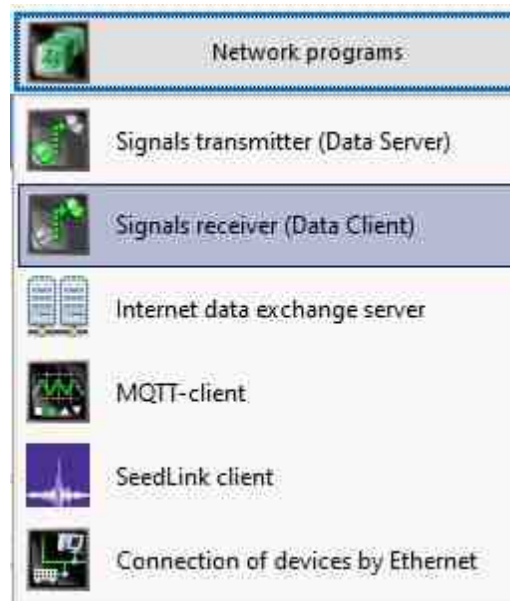 Network programs
Signals transmitter (Data Server)
Signals receiver (Data Client)
Internet data exchange server
MQTT-client
SeedLink client
Connection of devices by Ethernet